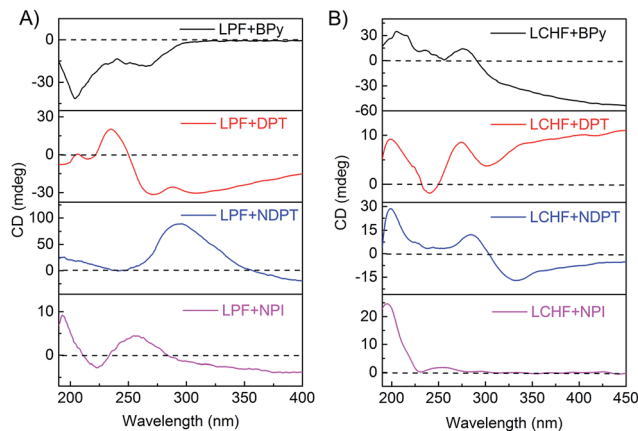 A)
CD (mdeg)
0
-30
LPF+BPy
30
0
-30
LPF+DPT
100
50
0
LPF+NDPT
10
0
LPF+NPI
200 250 300 350 400
Wavelength (nm)
B)
CD (mdeg)
30
0
-30
-60
LCHF+BPy
10
0
LCHF+DPT
30
15
0
-15
LCHF+NDPT
20
10
0
LCHF+NPI
200 250 300 350 400 450
Wavelength (nm)